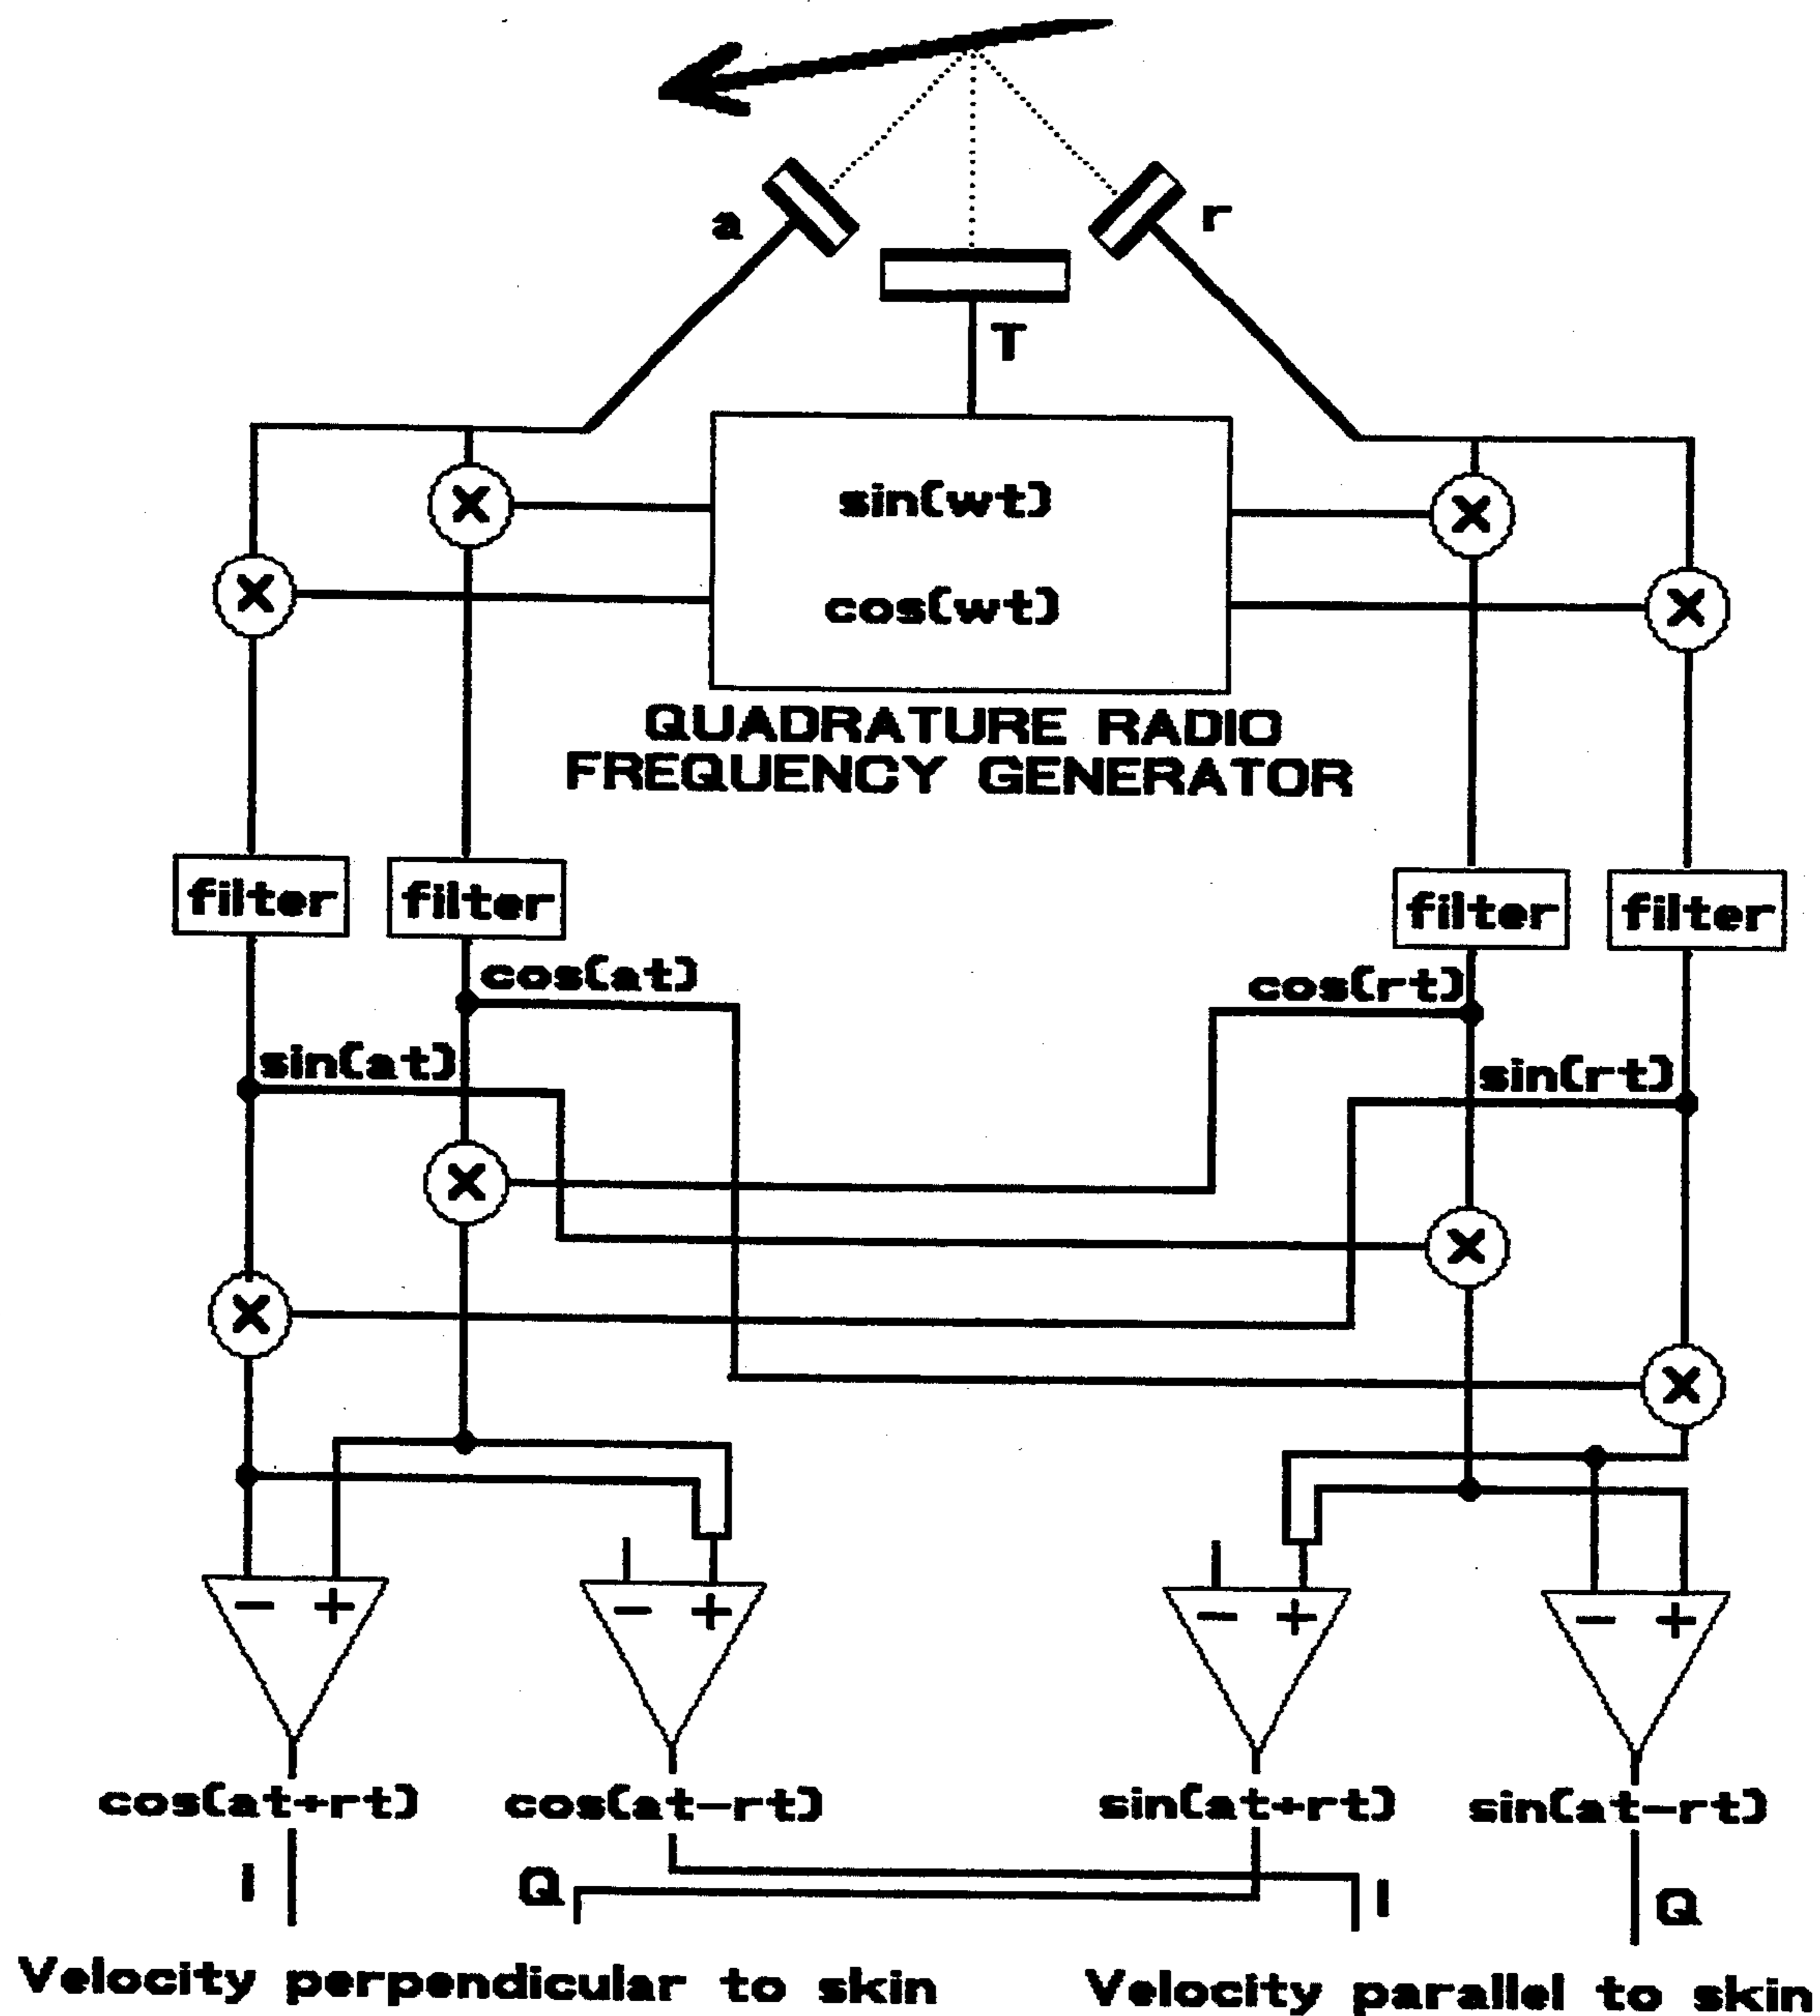 a
r
T
X
X
sin(wt)
X
X
cos(wt)
QUADRATURE RADIO
FREQUENCY GENERATOR
filter
filter
filter
filter
cos(at)
cos(rt)
sin(at)
sin(rt)
X
X
X
X
- +
- +
- +
- +
cos(at+rt)
cos(at-rt)
sin(at+rt)
sin(at-rt)
I
Q
I
Q
Velocity perpendicular to skin
Velocity parallel to skin